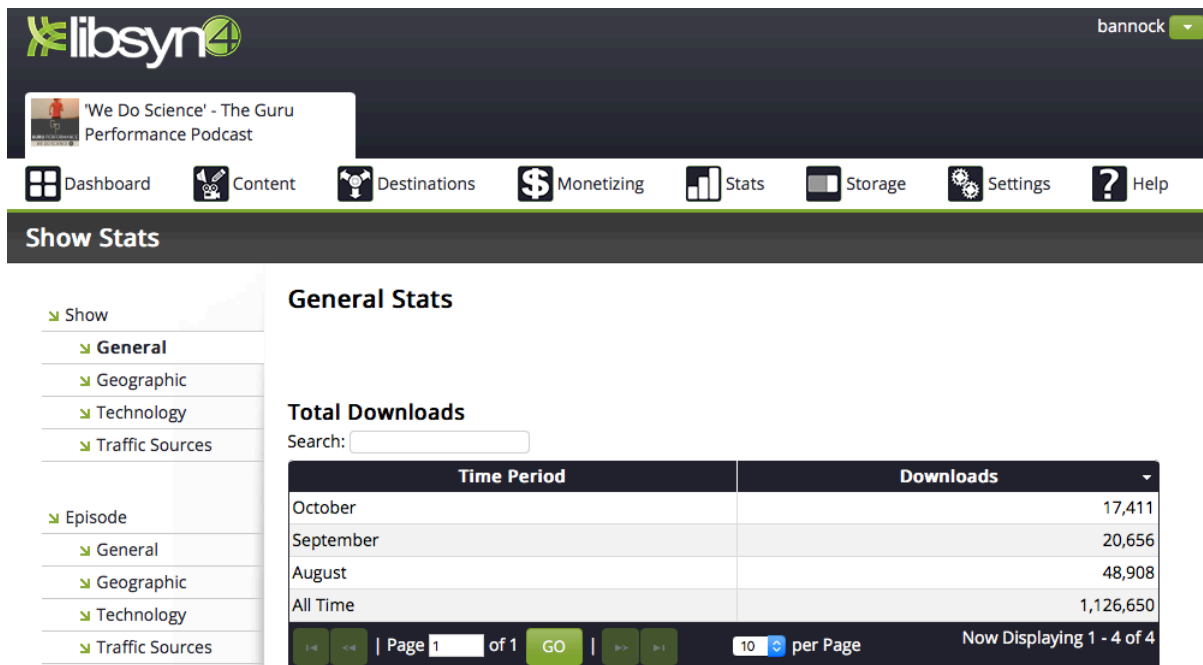 libsyn4
bannock
'We Do Science' - The Guru
Performance Podcast
Dashboard
Content
Destinations
Monetizing
Stats
Storage
Settings
Help
Show Stats
Show
General
Geographic
Technology
Traffic Sources
Episode
General
Geographic
Technology
Traffic Sources
General Stats
Total Downloads
Search:
Time Period Downloads
October 17,411
September 20,656
August 48,908
All Time 1,126,650
| Page 1 of 1 GO | 10 per Page Now Displaying 1 - 4 of 4